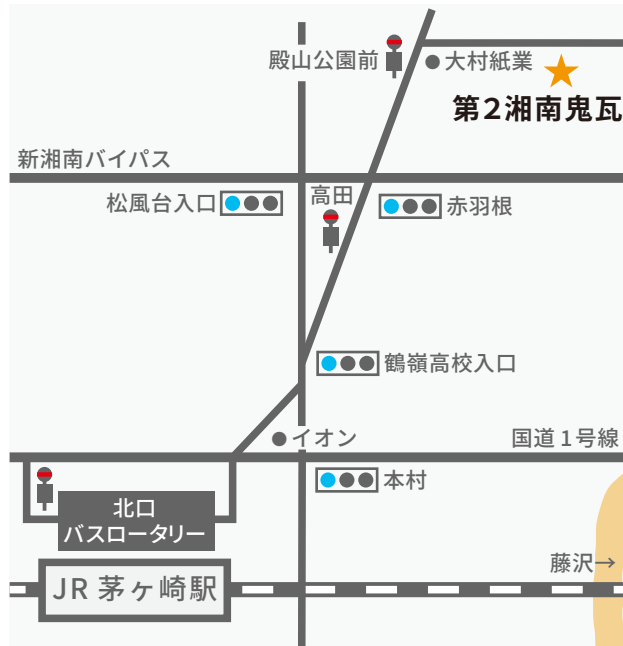 殿山公園前
大村紙業
第2湘南鬼瓦
新湘南バイパス
松風台入口
高田
赤羽根
鶴嶺高校入口
イオン
国道1号線
本村
北口
バスロータリー
藤沢→
JR 茅ヶ崎駅